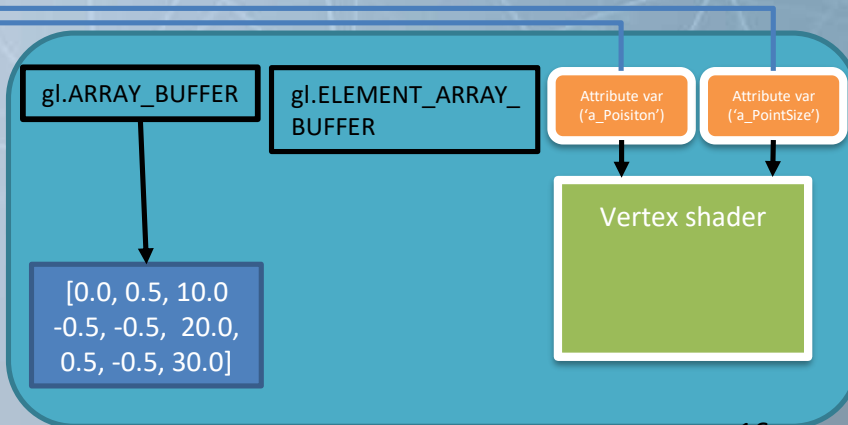 gl.ARRAY_BUFFER
gl.ELEMENT_ARRAY_
BUFFER
Attribute var
('a_Poisiton')
Attribute var
('a_PointSize')
Vertex shader
[0.0, 0.5, 10.0
-0.5, -0.5, 20.0,
0.5, -0.5, 30.0]